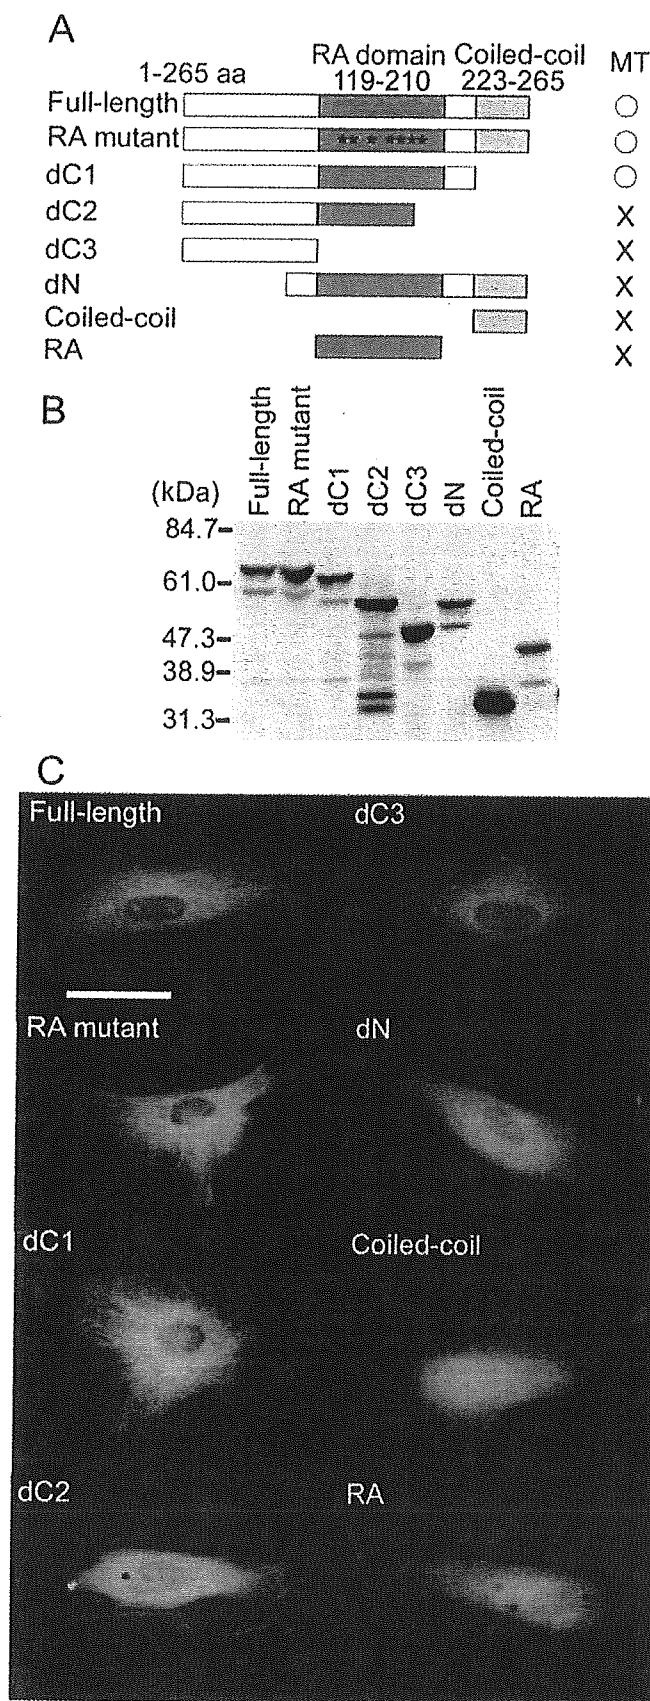 A
RA domain Coiled-coil MT
1-265 aa 119-210 223-265
Full-length ○
RA mutant ** * **** ○
dC1 ○
dC2 X
dC3 X
dN X
Coiled-coil X
RA X
B
Full-length RA mutant dC1 dC2 dC3 dN Coiled-coil RA
(kDa)
84.7-
61.0-
47.3-
38.9-
31.3-
C
Full-length dC3
RA mutant dN
dC1 Coiled-coil
dC2 RA